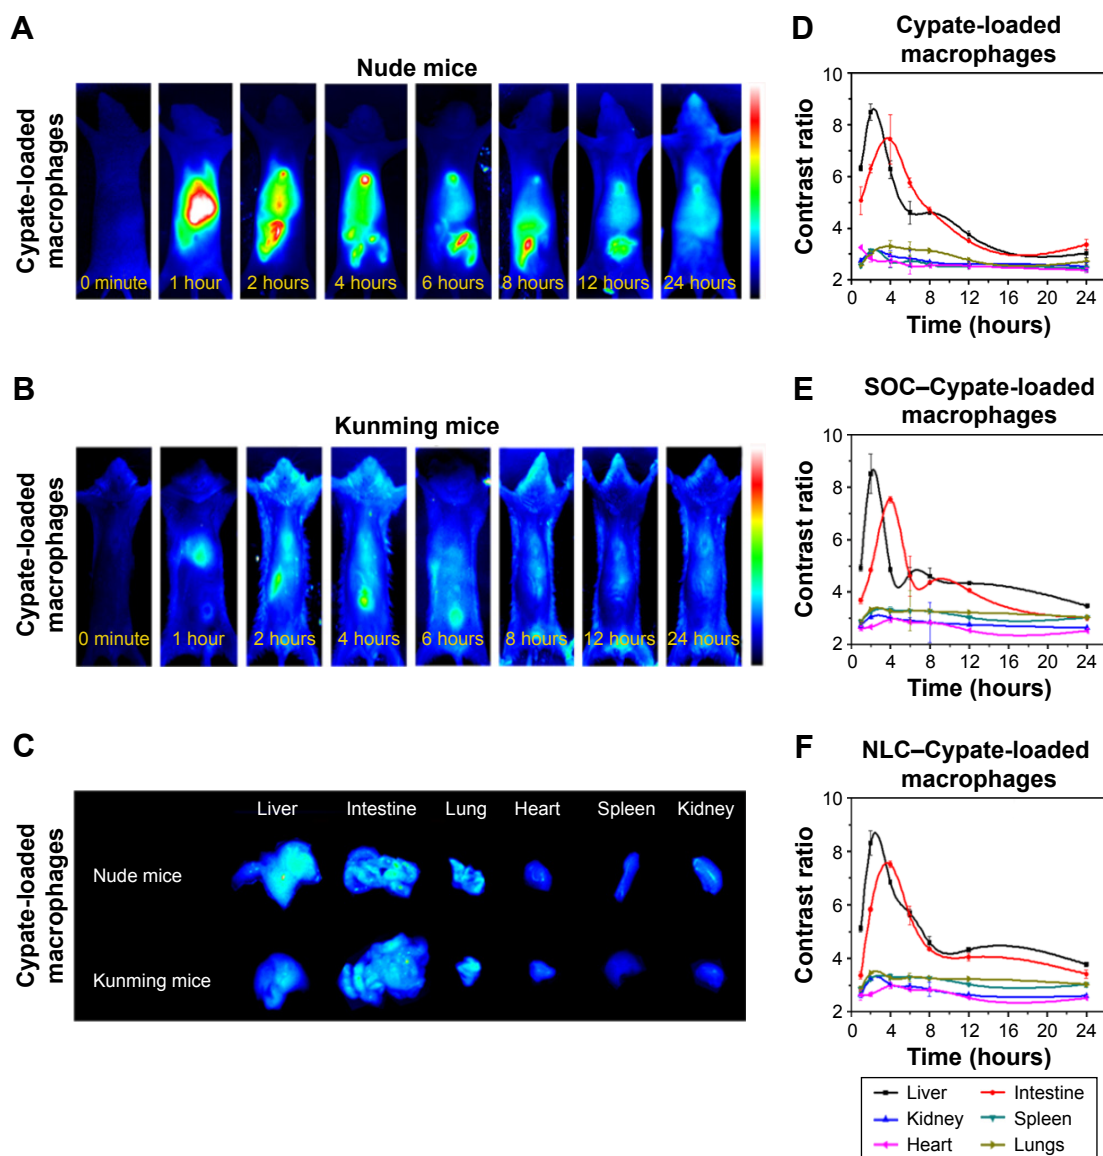 A
Nude mice
Cypate-loaded
macrophages
0 minute
1 hour
2 hours
4 hours
6 hours
8 hours
12 hours
24 hours
B
Kunming mice
Cypate-loaded
macrophages
0 minute
1 hour
2 hours
4 hours
6 hours
8 hours
12 hours
24 hours
C
Cypate-loaded
macrophages
Liver Intestine Lung Heart Spleen Kidney
Nude mice
Kunming mice
D
Cypate-loaded
macrophages
Contrast ratio
10
8
6
4
2
0 4 8 12 16 20 24
Time (hours)
E
SOC–Cypate-loaded
macrophages
Contrast ratio
10
8
6
4
2
0 4 8 12 16 20 24
Time (hours)
F
NLC–Cypate-loaded
macrophages
Contrast ratio
10
8
6
4
2
0 4 8 12 16 20 24
Time (hours)
Liver Intestine
Kidney Spleen
Heart Lungs